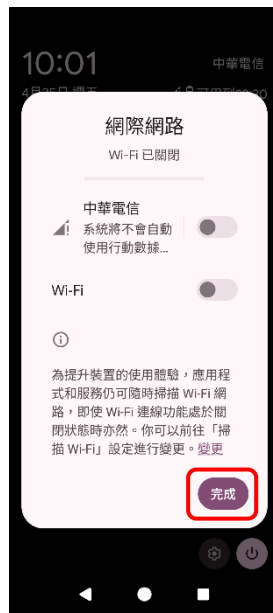 10:01
中華電信
網際網路
Wi-Fi 已關閉
中華電信
系統將不會自動
使用行動數據...
Wi-Fi
為提升裝置的使用體驗，應用程
式和服務仍可隨時掃描 Wi-Fi 網
路，即使 Wi-Fi 連線功能處於關
閉狀態時亦然。你可以前往「掃
描 Wi-Fi」設定進行變更。變更
完成